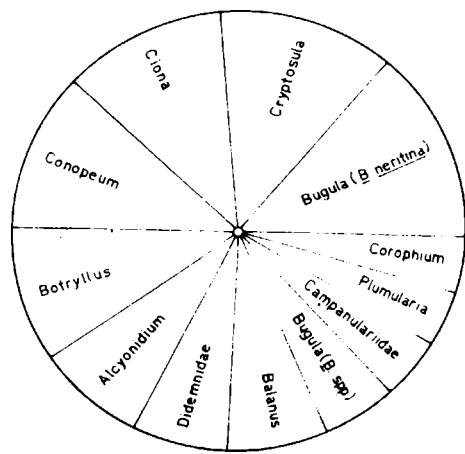 Ciona
Cryptosula
Bugula (B neritina)
Corophium
Plumularia
Campanulariidae
Bugula (B spp)
Balanus
Didemnidae
Alcyonidium
Botryllus
Conopeum